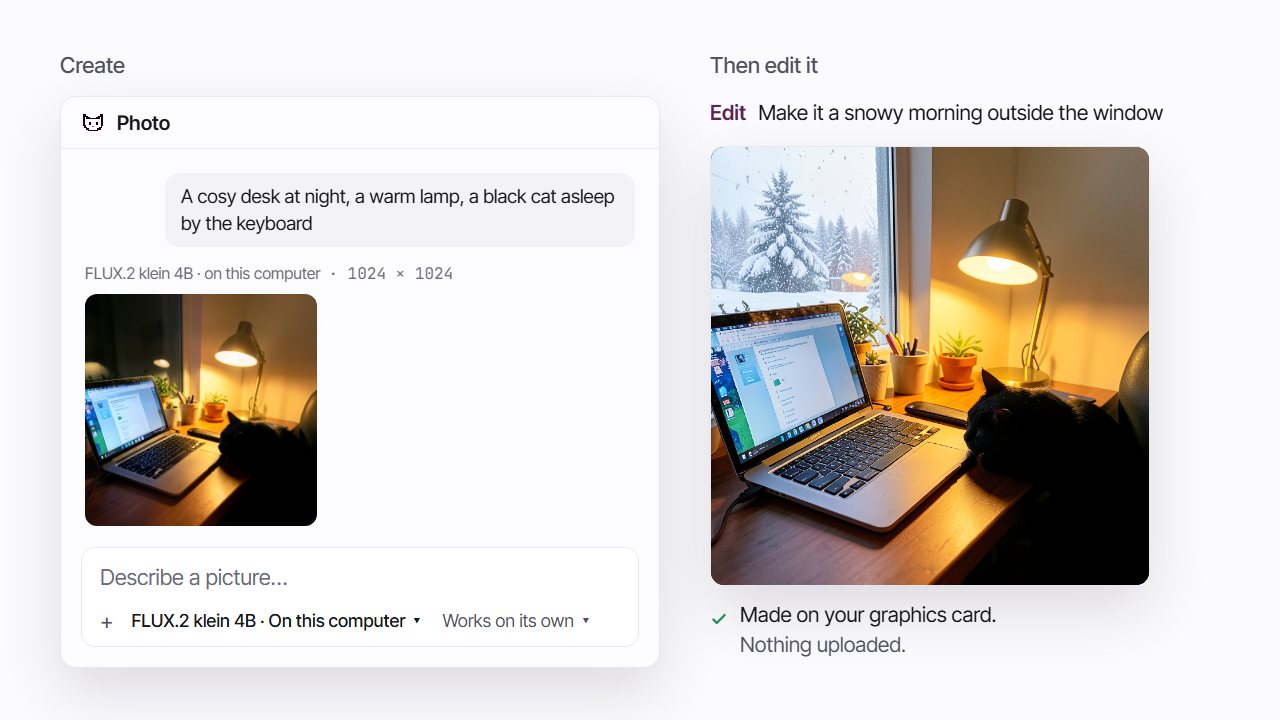 Create
Photo
A cosy desk at night, a warm lamp, a black cat asleep
by the keyboard
FLUX.2 klein 4B · on this computer · 1024 × 1024
Describe a picture...
+ FLUX.2 klein 4B · On this computer ▾ Works on its own ▾
Then edit it
Edit Make it a snowy morning outside the window
Made on your graphics card.
Nothing uploaded.